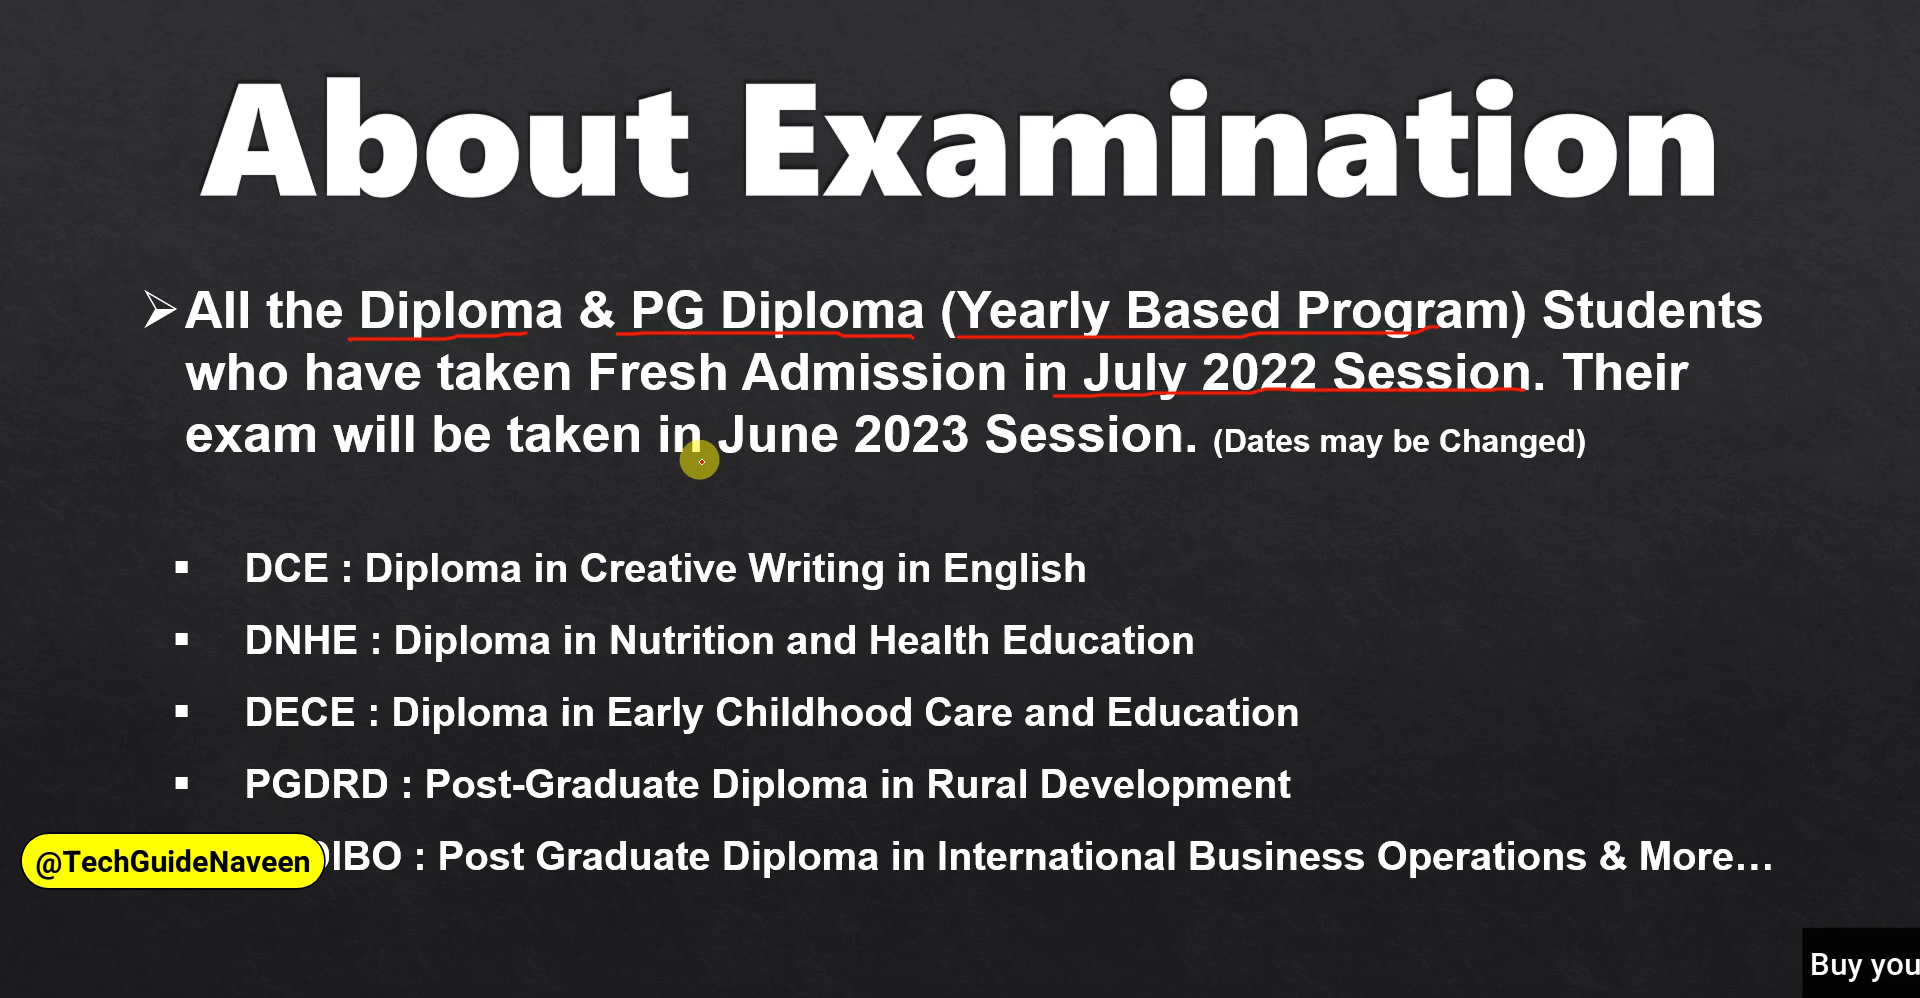 About Examination
All the Diploma & PG Diploma (Yearly Based Program) Students
who have taken Fresh Admission in July 2022 Session. Their
exam will be taken in June 2023 Session. (Dates may be Changed)
DCE : Diploma in Creative Writing in English
DNHE : Diploma in Nutrition and Health Education
DECE : Diploma in Early Childhood Care and Education
PGDRD : Post-Graduate Diploma in Rural Development
@TechGuideNaveen IBO : Post Graduate Diploma in International Business Operations & More...
Buy you